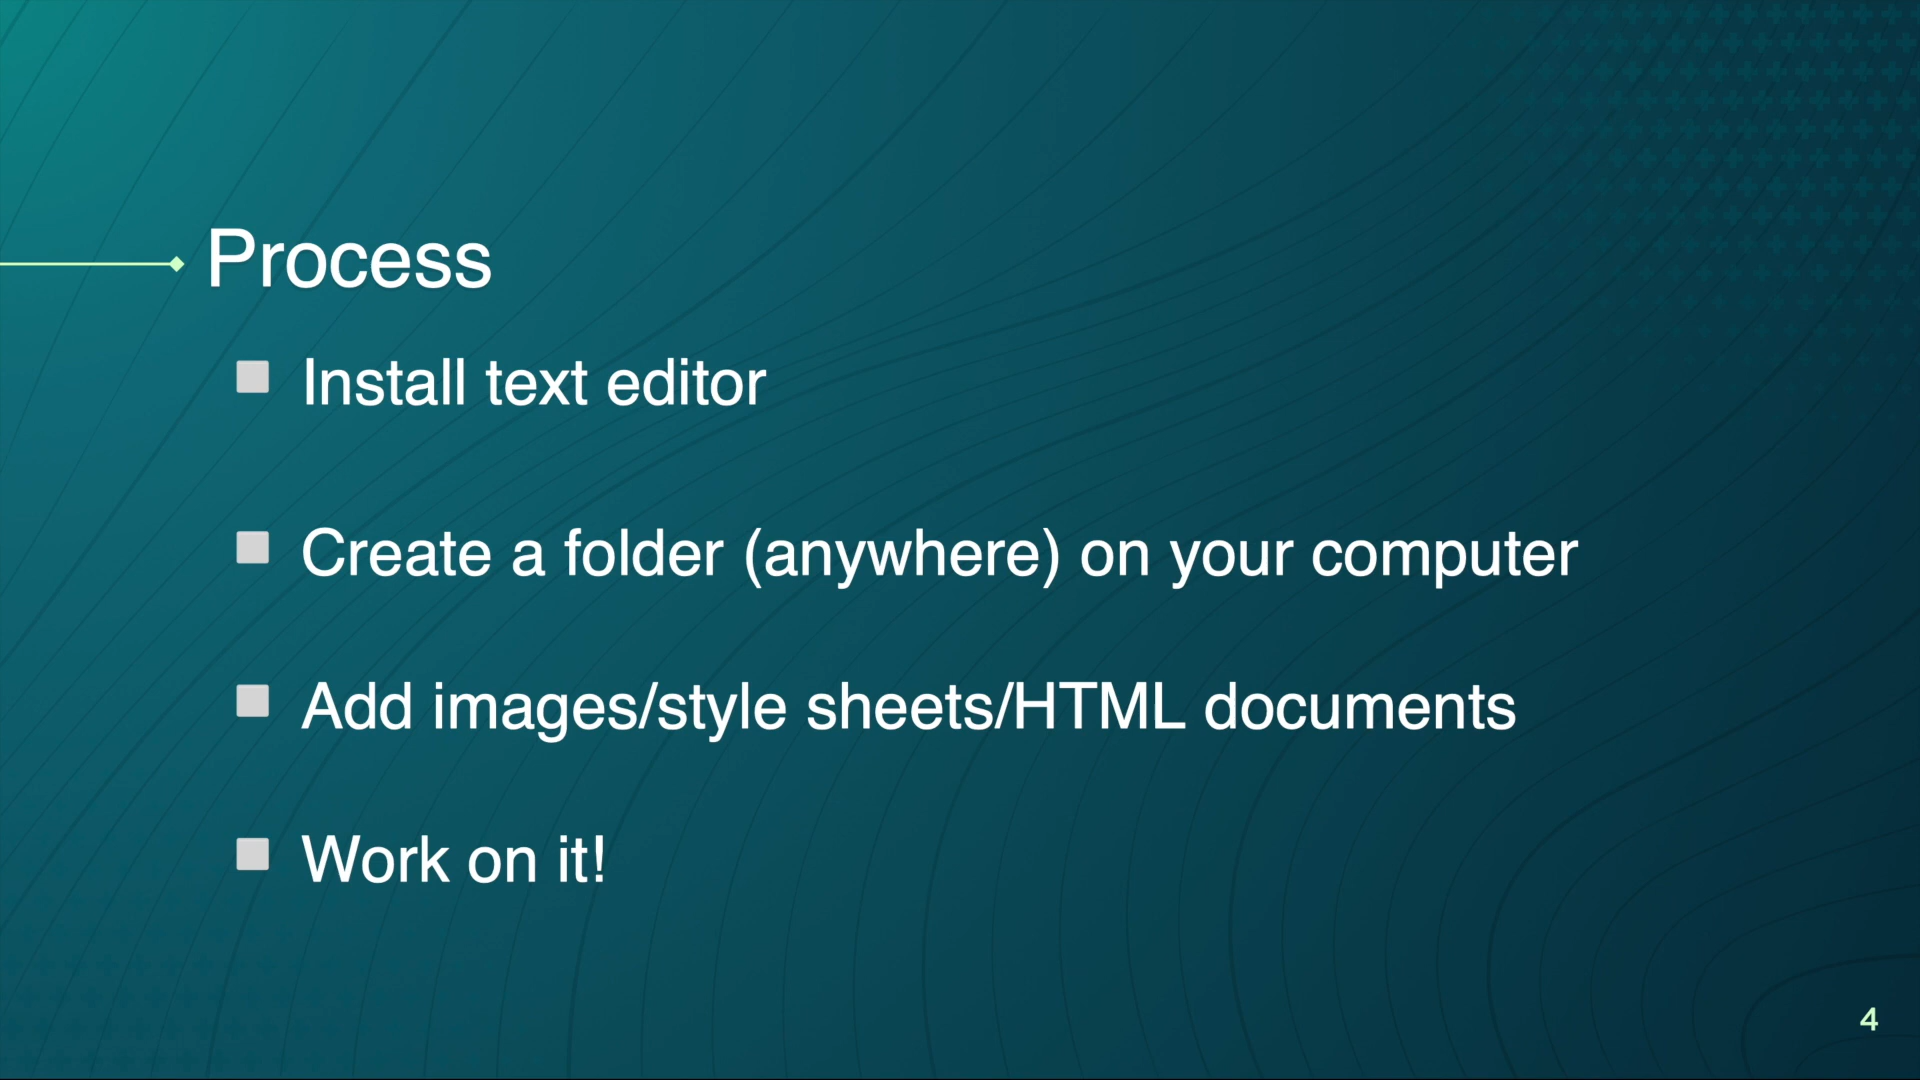 Process
Install text editor
Create a folder (anywhere) on your computer
Add images/style sheets/HTML documents
Work on it!
4